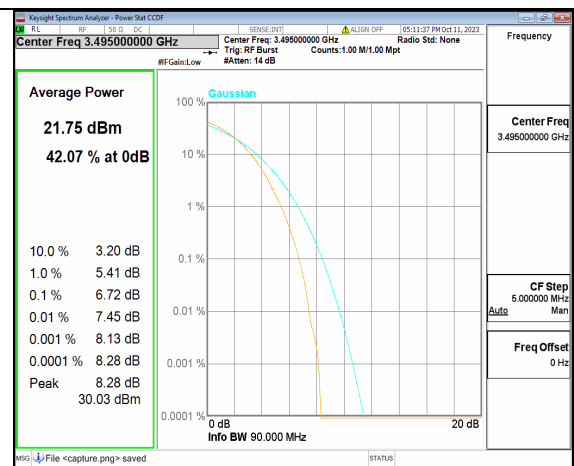 Keysight Spectrum Analyzer - Power Stat CCDF
RL RF 50 Ω DC SENSE:INT ALIGN OFF 05:11:37 PM Oct 11, 2023
Center Freq 3.495000000 GHz
Center Freq: 3.495000000 GHz Radio Std: None
Trig: RF Burst Counts:1.00 M/1.00 Mpt
#IFGain:Low #Atten: 14 dB
Frequency
Average Power
21.75 dBm
42.07 % at 0dB
10.0 % 3.20 dB
1.0 % 5.41 dB
0.1 % 6.72 dB
0.01 % 7.45 dB
0.001 % 8.13 dB
0.0001 % 8.28 dB
Peak 8.28 dB
30.03 dBm
Gaussian
100 %
10 %
1 %
0.1 %
0.01 %
0.001 %
0.0001 %
0 dB 20 dB
Info BW 90.000 MHz
Center Freq
3.495000000 GHz
CF Step
5.000000 MHz
Auto Man
Freq Offset
0 Hz
MSG File <capture.png> saved STATUS